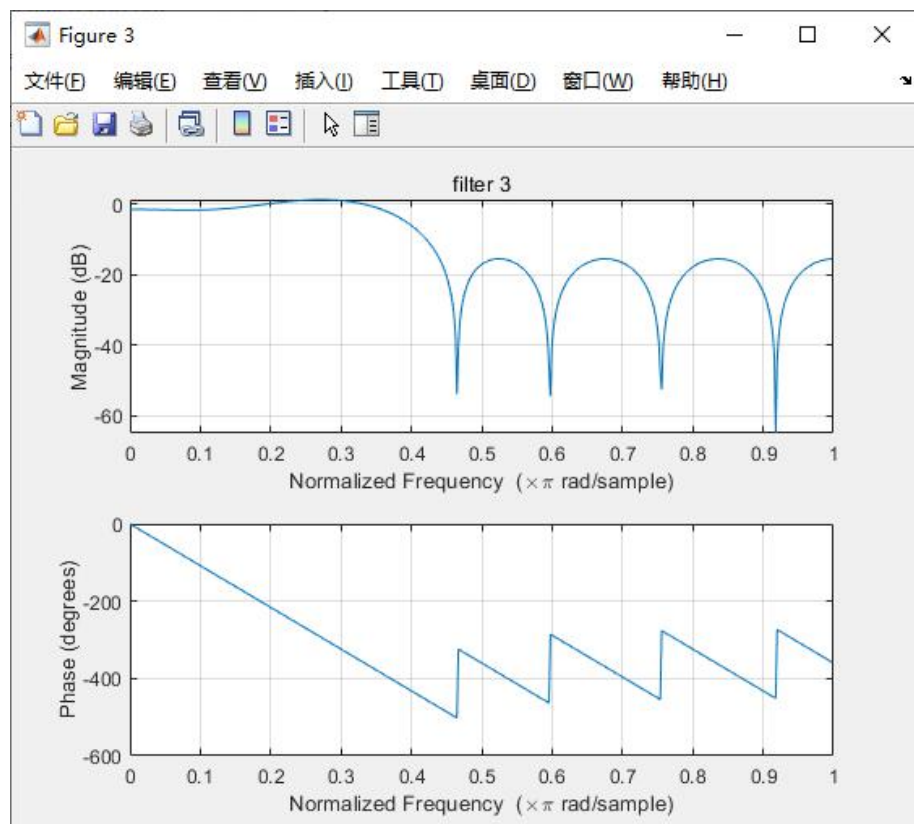 Figure 3
文件(F) 编辑(E) 查看(V) 插入(I) 工具(T) 桌面(D) 窗口(W) 帮助(H)
filter 3
0
-20
-40
-60
Magnitude (dB)
0 0.1 0.2 0.3 0.4 0.5 0.6 0.7 0.8 0.9 1
Normalized Frequency (×π rad/sample)
0
-200
-400
-600
Phase (degrees)
0 0.1 0.2 0.3 0.4 0.5 0.6 0.7 0.8 0.9 1
Normalized Frequency (×π rad/sample)